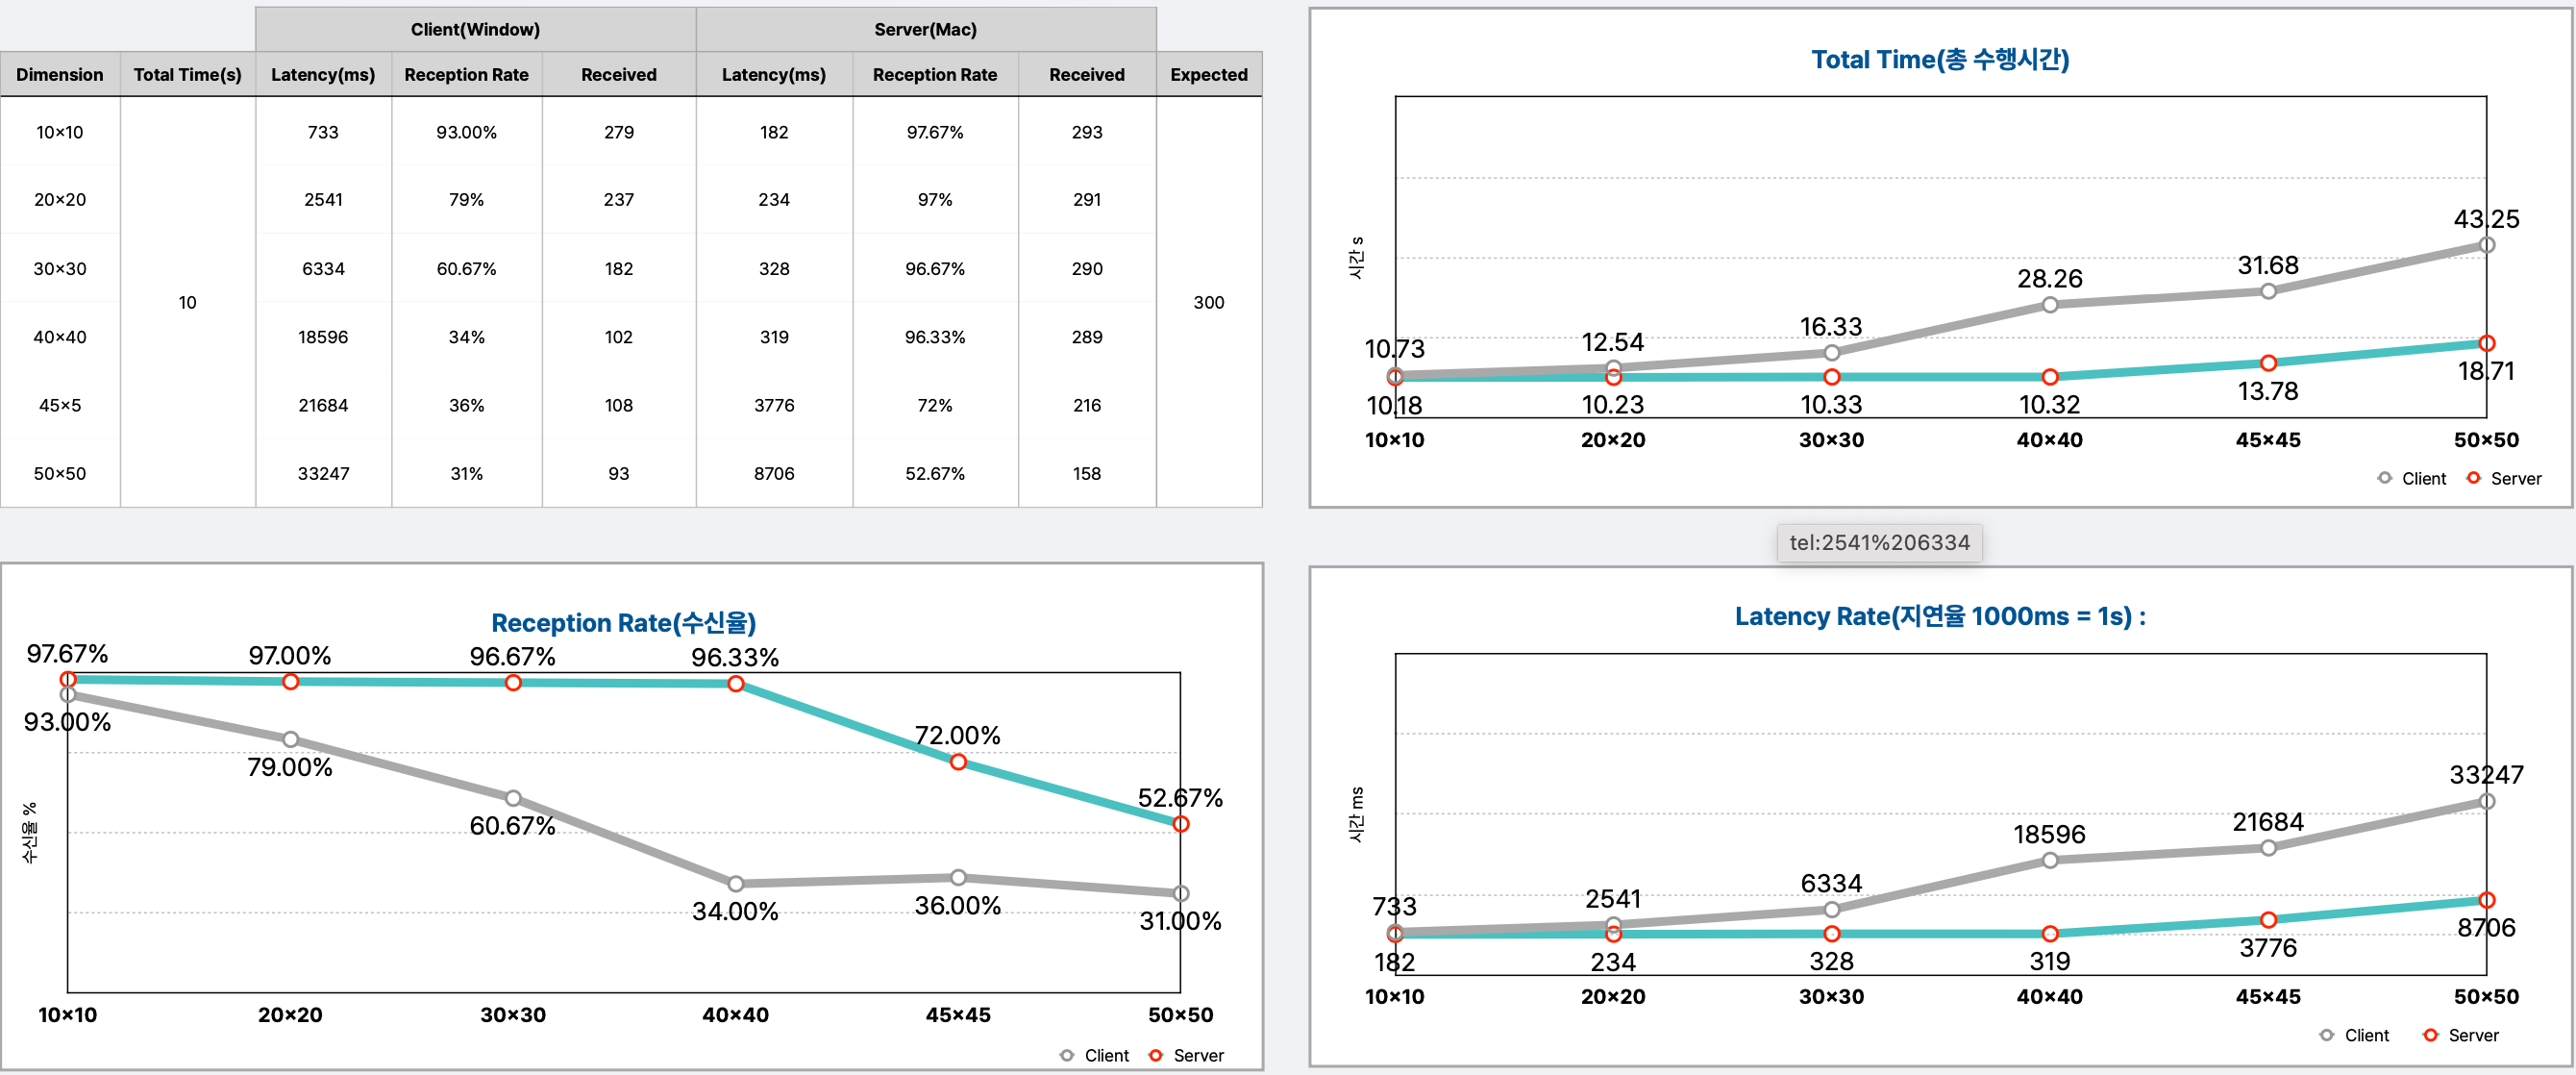 Client(Window) Server(Mac)
Dimension Total Time(s) Latency(ms) Reception Rate Received Latency(ms) Reception Rate Received Expected
10×10 733 93.00% 279 182 97.67% 293
20×20 2541 79% 237 234 97% 291
30×30 6334 60.67% 182 328 96.67% 290
10 300
40×40 18596 34% 102 319 96.33% 289
45×5 21684 36% 108 3776 72% 216
50×50 33247 31% 93 8706 52.67% 158
Total Time(총 수행시간)
시간 s
43.25
31.68
28.26
16.33
12.54
10.73
18.71
13.78
10.18 10.23 10.33 10.32
10×10 20×20 30×30 40×40 45×45 50×50
Client Server
tel:2541%206334
Reception Rate(수신율)
97.67% 97.00% 96.67% 96.33%
93.00%
72.00%
79.00%
52.67%
60.67%
수신율 %
34.00% 36.00% 31.00%
10×10 20×20 30×30 40×40 45×45 50×50
Client Server
Latency Rate(지연율 1000ms = 1s) :
시간 ms
33247
21684
18596
6334
2541
733
8706
3776
182 234 328 319
10×10 20×20 30×30 40×40 45×45 50×50
Client Server